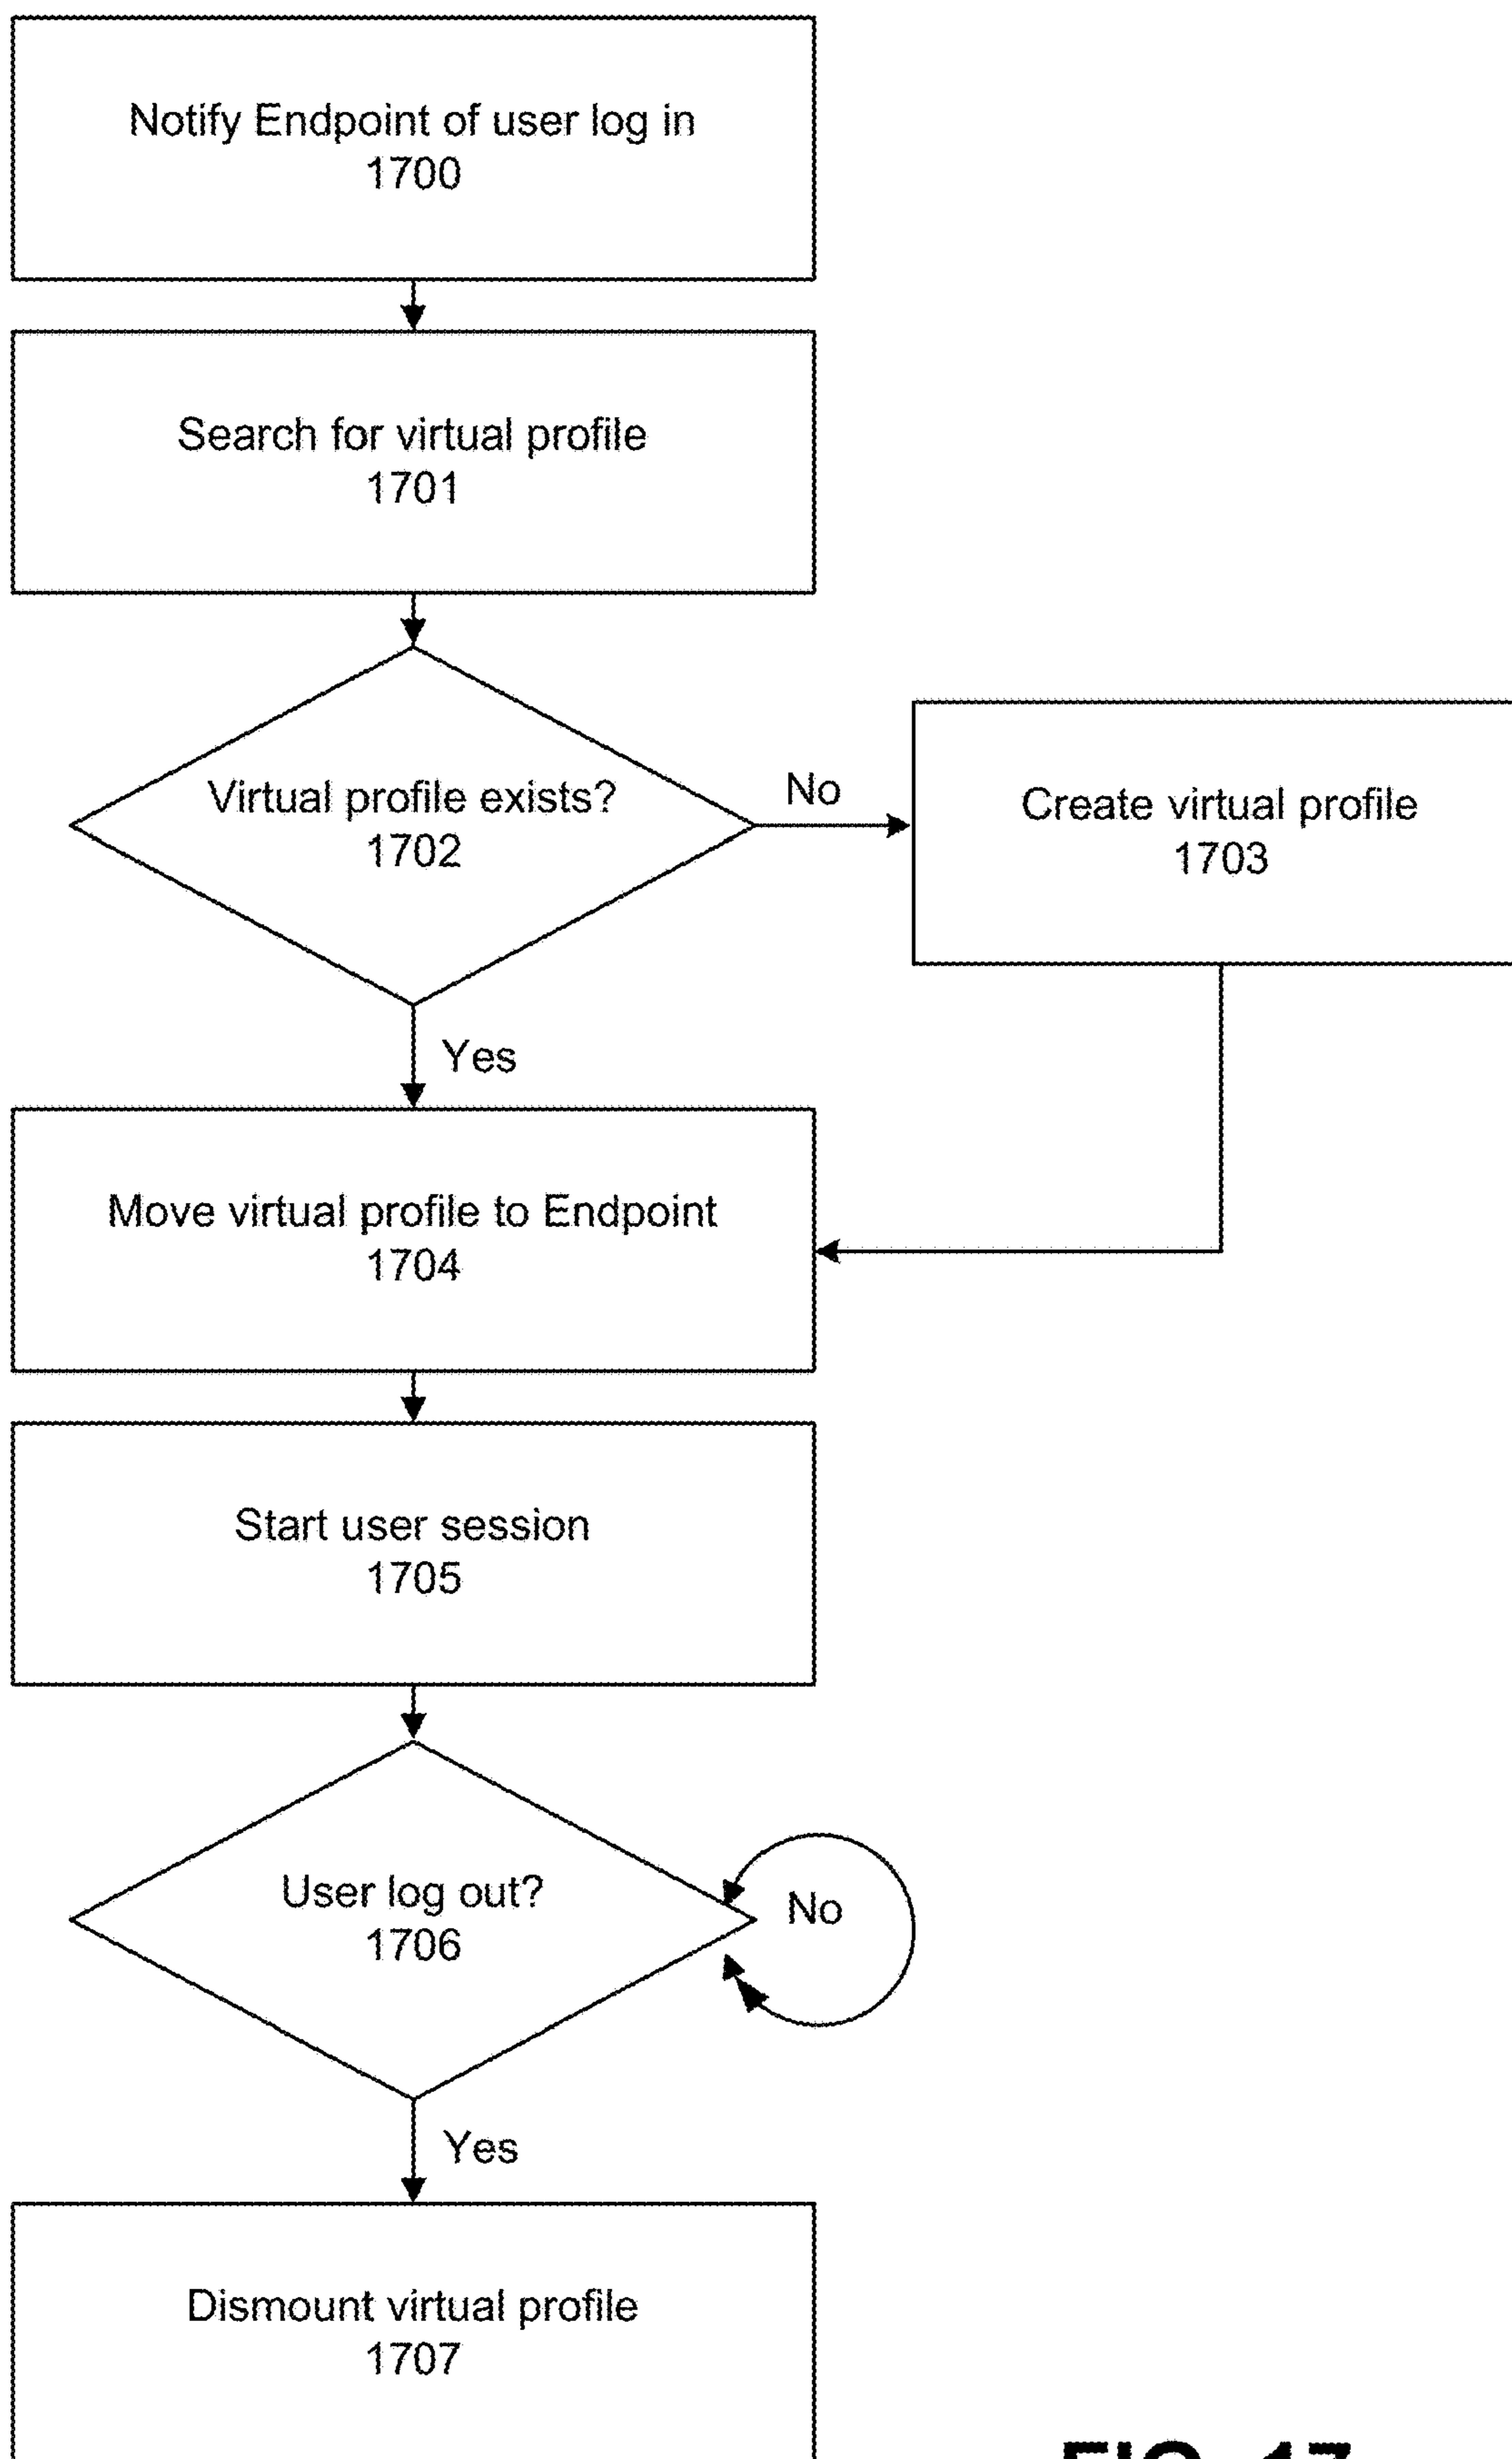 Notify Endpoint of user log in
1700
Search for virtual profile
1701
Virtual profile exists?
1702
No
Create virtual profile
1703
Yes
Move virtual profile to Endpoint
1704
Start user session
1705
User log out?
1706
No
Yes
Dismount virtual profile
1707
FIG. 17